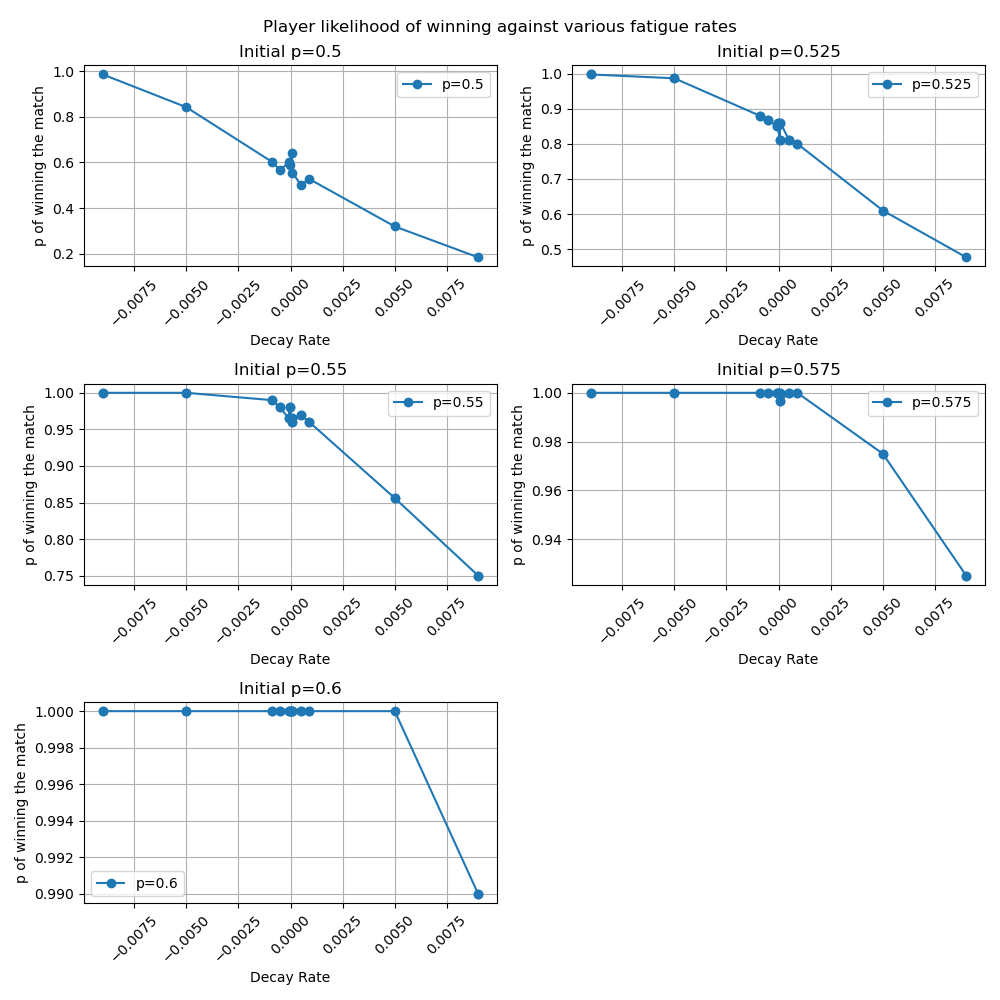 Player likelihood of winning against various fatigue rates
Initial p=0.5
p of winning the match
1.0
0.8
0.6
0.4
0.2
p=0.5
−0.0075
−0.0050
−0.0025
0.0000
0.0025
0.0050
0.0075
Decay Rate
Initial p=0.525
p of winning the match
1.0
0.9
0.8
0.7
0.6
0.5
p=0.525
−0.0075
−0.0050
−0.0025
0.0000
0.0025
0.0050
0.0075
Decay Rate
Initial p=0.55
p of winning the match
1.00
0.95
0.90
0.85
0.80
0.75
p=0.55
−0.0075
−0.0050
−0.0025
0.0000
0.0025
0.0050
0.0075
Decay Rate
Initial p=0.575
p of winning the match
1.00
0.98
0.96
0.94
p=0.575
−0.0075
−0.0050
−0.0025
0.0000
0.0025
0.0050
0.0075
Decay Rate
Initial p=0.6
p of winning the match
1.000
0.998
0.996
0.994
0.992
0.990
p=0.6
−0.0075
−0.0050
−0.0025
0.0000
0.0025
0.0050
0.0075
Decay Rate